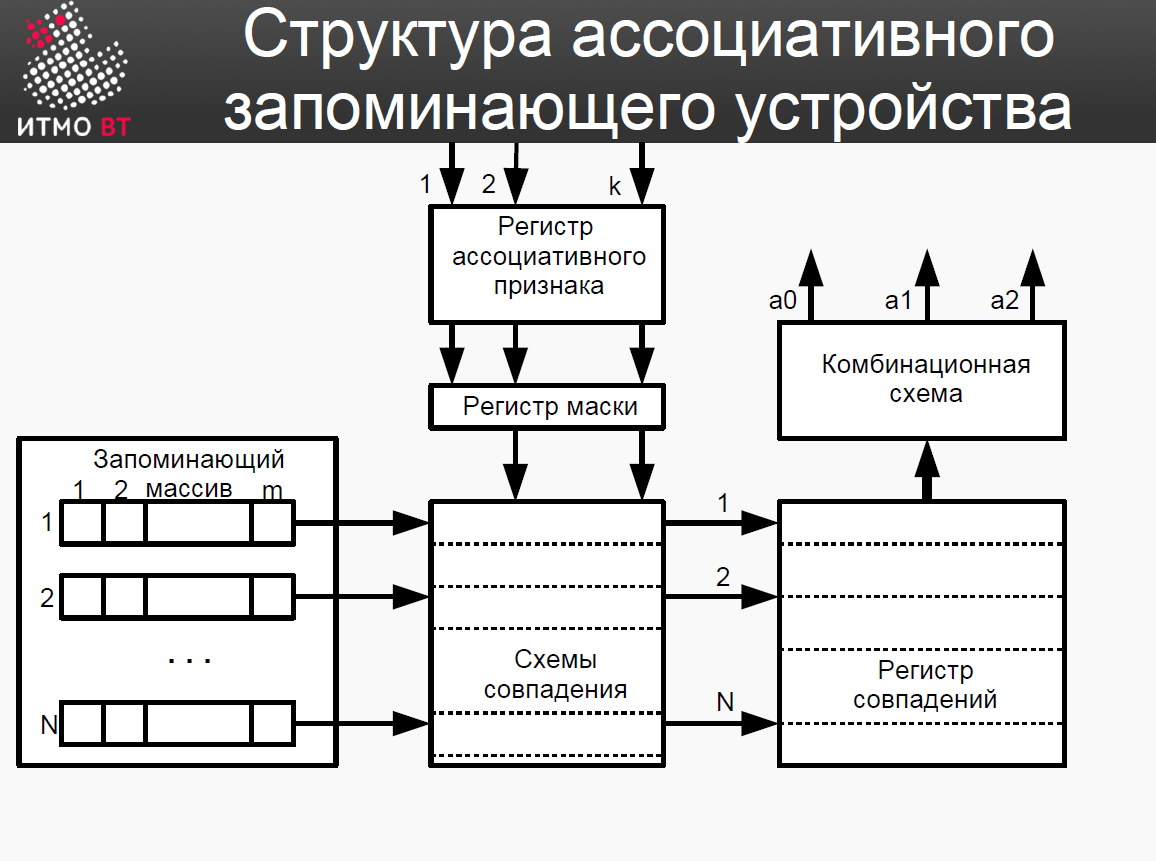 Структура ассоциативного
запоминающего устройства
ИТМО ВТ
1 2 k
Регистр
ассоциативного
признака
a0 a1 a2
Комбинационная
схема
Регистр маски
Запоминающий
массив
1 2 m
1
2
. . .
N
Схемы
совпадения
1
2
N
Регистр
совпадений